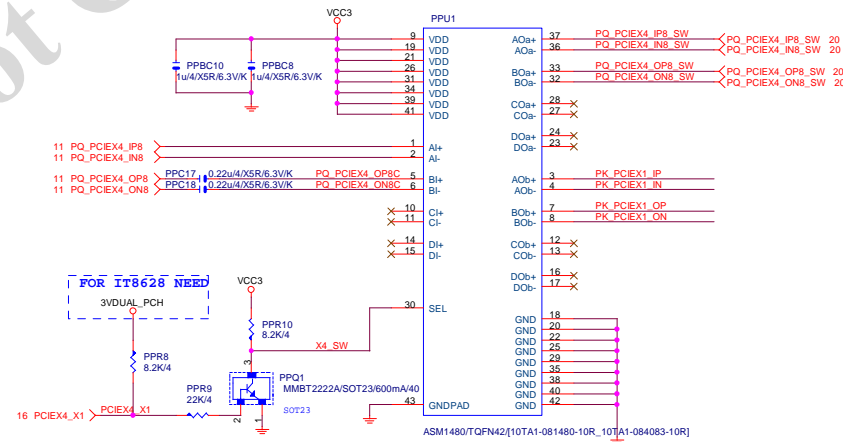 ot
VCC3
PPU1
PPBC10
1u/4/X5R/6.3V/K
PPBC8
1u/4/X5R/6.3V/K
9 VDD
19 VDD
21 VDD
26 VDD
31 VDD
34 VDD
39 VDD
41 VDD
AOa+ 37 PQ_PCIEX4_IP8_SW PQ_PCIEX4_IP8_SW 20
AOa- 36 PQ_PCIEX4_IN8_SW PQ_PCIEX4_IN8_SW 20
BOa+ 33 PQ_PCIEX4_OP8_SW PQ_PCIEX4_OP8_SW 20
BOa- 32 PQ_PCIEX4_ON8_SW PQ_PCIEX4_ON8_SW 20
COa+ 28
COa- 27
DOa+ 24
DOa- 23
11 PQ_PCIEX4_IP8 1 AI+
11 PQ_PCIEX4_IN8 2 AI-
11 PQ_PCIEX4_OP8 PPC17 0.22u/4/X5R/6.3V/K PQ_PCIEX4_OP8C 5 BI+
11 PQ_PCIEX4_ON8 PPC18 0.22u/4/X5R/6.3V/K PQ_PCIEX4_ON8C 6 BI-
AOb+ 3 PK_PCIEX1_IP
AOb- 4 PK_PCIEX1_IN
BOb+ 7 PK_PCIEX1_OP
BOb- 8 PK_PCIEX1_ON
10 CI+
11 CI-
14 DI+
15 DI-
COb+ 12
COb- 13
DOb+ 16
DOb- 17
FOR IT8628 NEED
3VDUAL_PCH
VCC3
PPR8
8.2K/4
PPR10
8.2K/4
X4_SW
30 SEL
GND 18
GND 20
GND 22
GND 25
GND 29
GND 35
GND 38
GND 40
GND 42
3
PPQ1
MMBT2222A/SOT23/600mA/40
SOT23
PPR9
22K/4
16 PCIEX4_X1 PCIEX4_X1
2
1
43 GNDPAD
ASM1480/TQFN42/[10TA1-081480-10R_10TA1-084083-10R]